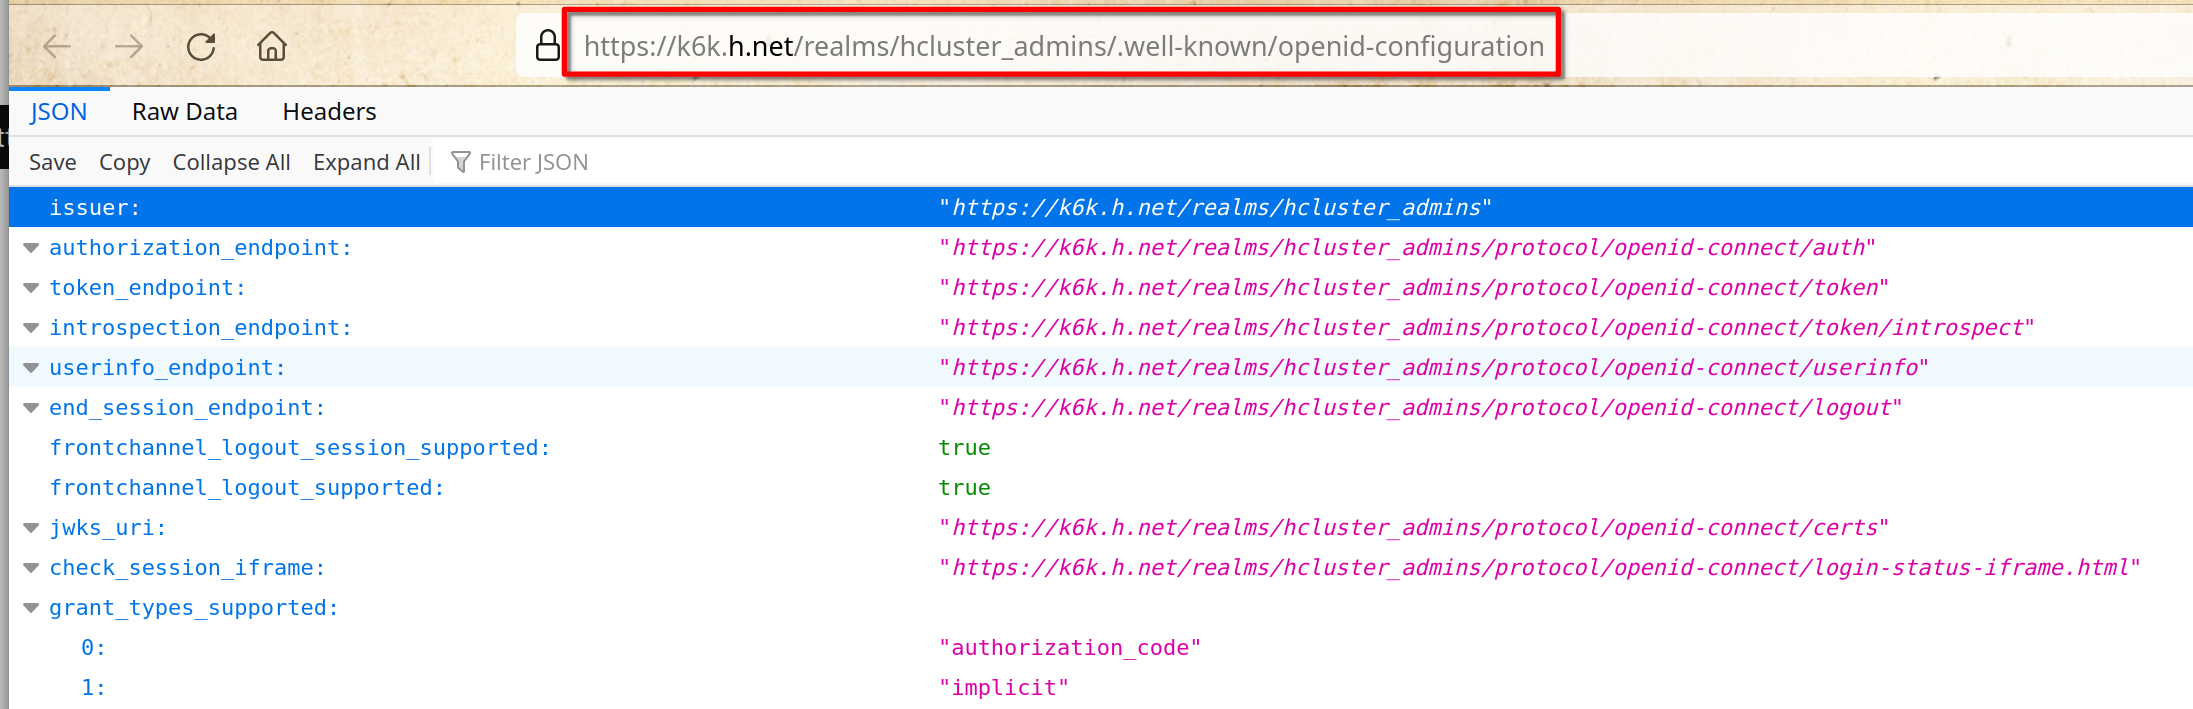 https://k6k.h.net/realms/hcluster_admins/.well-known/openid-configuration
JSON Raw Data Headers
Save Copy Collapse All Expand All Filter JSON
issuer: "https://k6k.h.net/realms/hcluster_admins"
authorization_endpoint: "https://k6k.h.net/realms/hcluster_admins/protocol/openid-connect/auth"
token_endpoint: "https://k6k.h.net/realms/hcluster_admins/protocol/openid-connect/token"
introspection_endpoint: "https://k6k.h.net/realms/hcluster_admins/protocol/openid-connect/token/introspect"
userinfo_endpoint: "https://k6k.h.net/realms/hcluster_admins/protocol/openid-connect/userinfo"
end_session_endpoint: "https://k6k.h.net/realms/hcluster_admins/protocol/openid-connect/logout"
frontchannel_logout_session_supported: true
frontchannel_logout_supported: true
jwks_uri: "https://k6k.h.net/realms/hcluster_admins/protocol/openid-connect/certs"
check_session_iframe: "https://k6k.h.net/realms/hcluster_admins/protocol/openid-connect/login-status-iframe.html"
grant_types_supported:
0: "authorization_code"
1: "implicit"